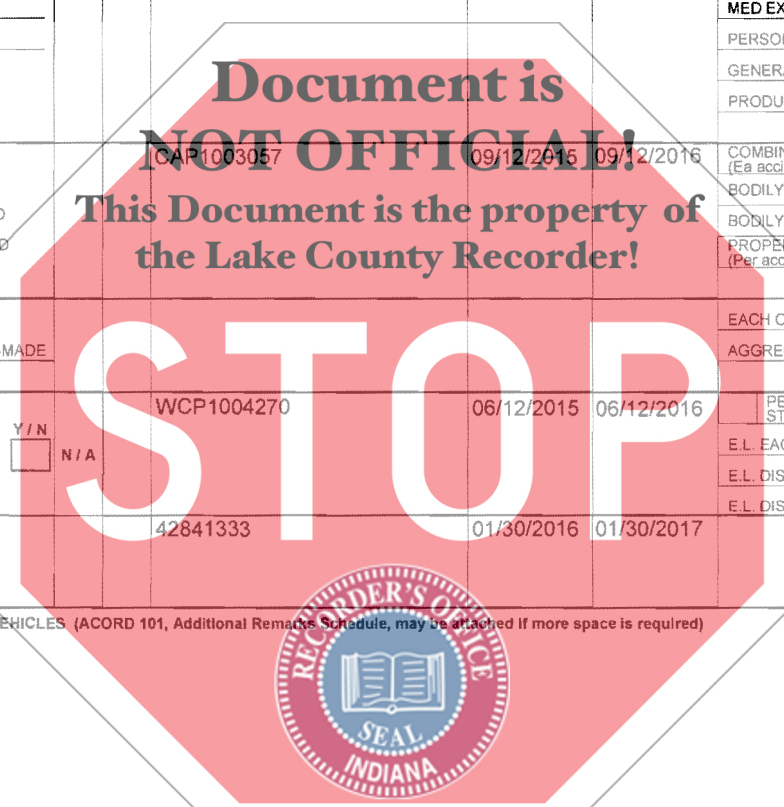 MED EX
PERSO
GENER
PRODU
Document is
NOT OFFICIAL!
CAP1003057 09/12/2015 09/12/2016 COMBIN
(Ea acci
BODILY
This Document is the property of
BODILY
D
the Lake County Recorder!
PROPE
(Per acc
EACH O
MADE AGGRE
STOP
WCP1004270 06/12/2015 06/12/2016 PE
ST
Y / N
N / A
E.L. EAC
E.L. DIS
E.L. DIS
42841333 01/30/2016 01/30/2017
EHICLES (ACORD 101, Additional Remarks Schedule, may be attached if more space is required)
RECORDER'S OFFICE
SEAL
INDIANA